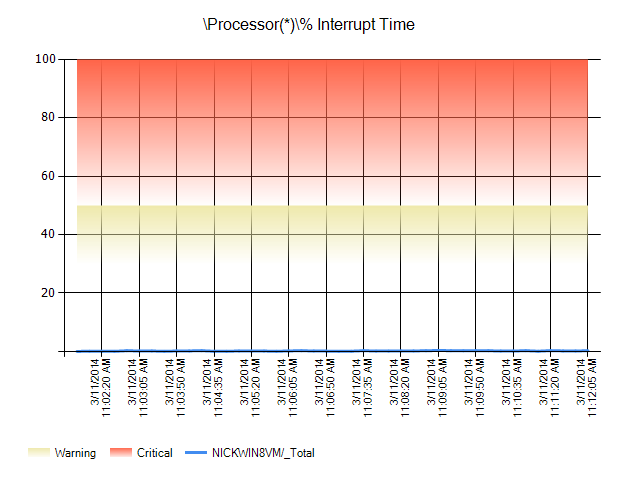 \Processor(*)\% Interrupt Time
100
80
60
40
20
3/11/2014
11:02:20 AM
3/11/2014
11:03:05 AM
3/11/2014
11:03:50 AM
3/11/2014
11:04:35 AM
3/11/2014
11:05:20 AM
3/11/2014
11:06:05 AM
3/11/2014
11:06:50 AM
3/11/2014
11:07:35 AM
3/11/2014
11:08:20 AM
3/11/2014
11:09:05 AM
3/11/2014
11:09:50 AM
3/11/2014
11:10:35 AM
3/11/2014
11:11:20 AM
3/11/2014
11:12:05 AM
Warning Critical NICKWIN8VM/_Total